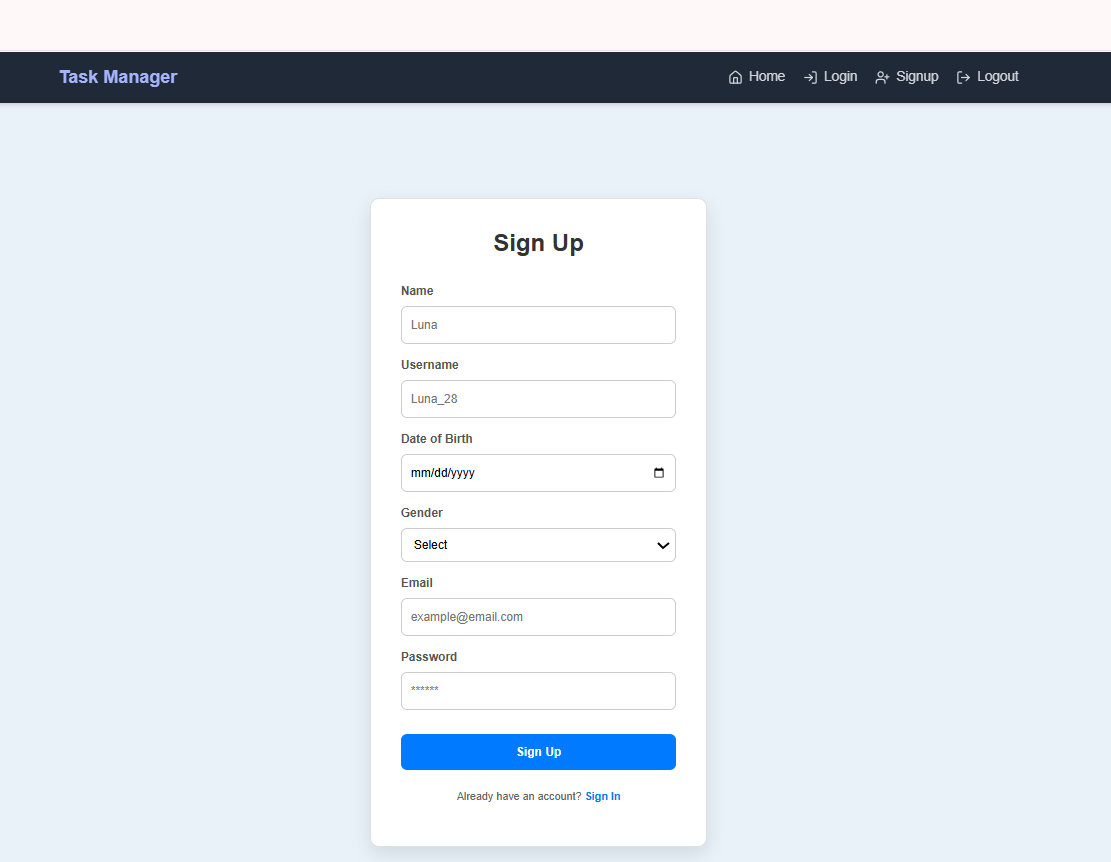 Task Manager
Home Login Signup Logout
Sign Up
Name
Luna
Username
Luna_28
Date of Birth
mm/dd/yyyy
Gender
Select
Email
example@email.com
Password
******
Sign Up
Already have an account? Sign In